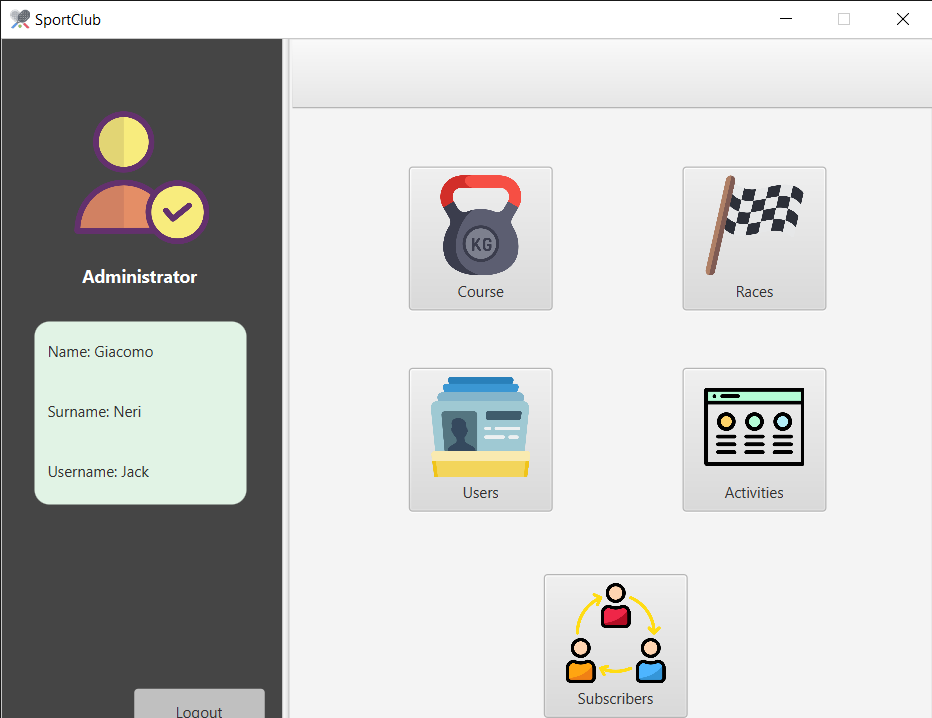 SportClub
Administrator
Name: Giacomo
Surname: Neri
Username: Jack
Logout
KG
Course
Races
Users
Activities
Subscribers